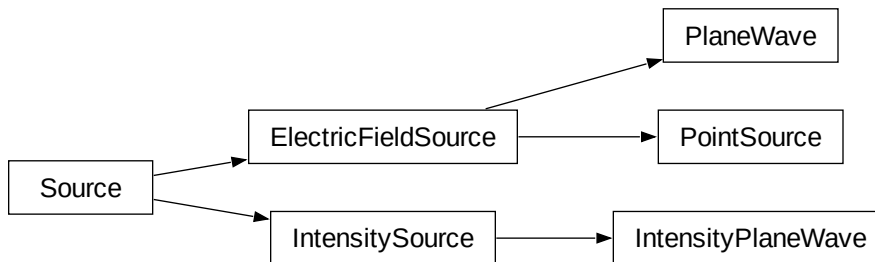 PlaneWave
ElectricFieldSource
PointSource
Source
IntensitySource
IntensityPlaneWave